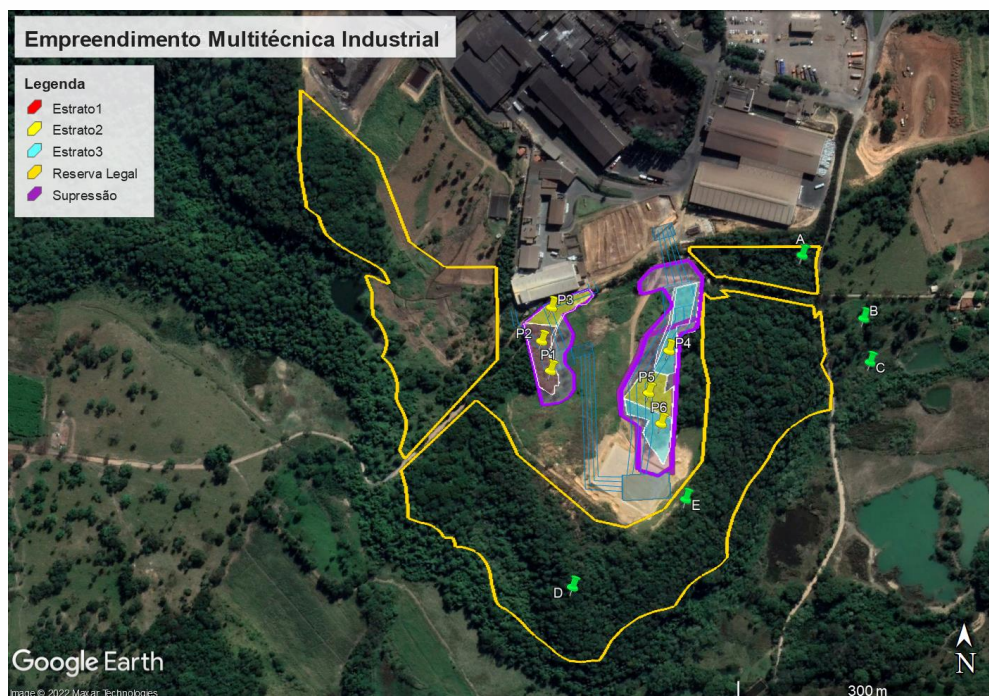 Empreendimento Multitécnica Industrial
Legenda
Estrato1
Estrato2
Estrato3
Reserva Legal
Supressão
A
B
P3
P2
P4
P1
C
P5
P6
E
D
Google Earth
N
Image © 2022 Maxar Technologies
300 m